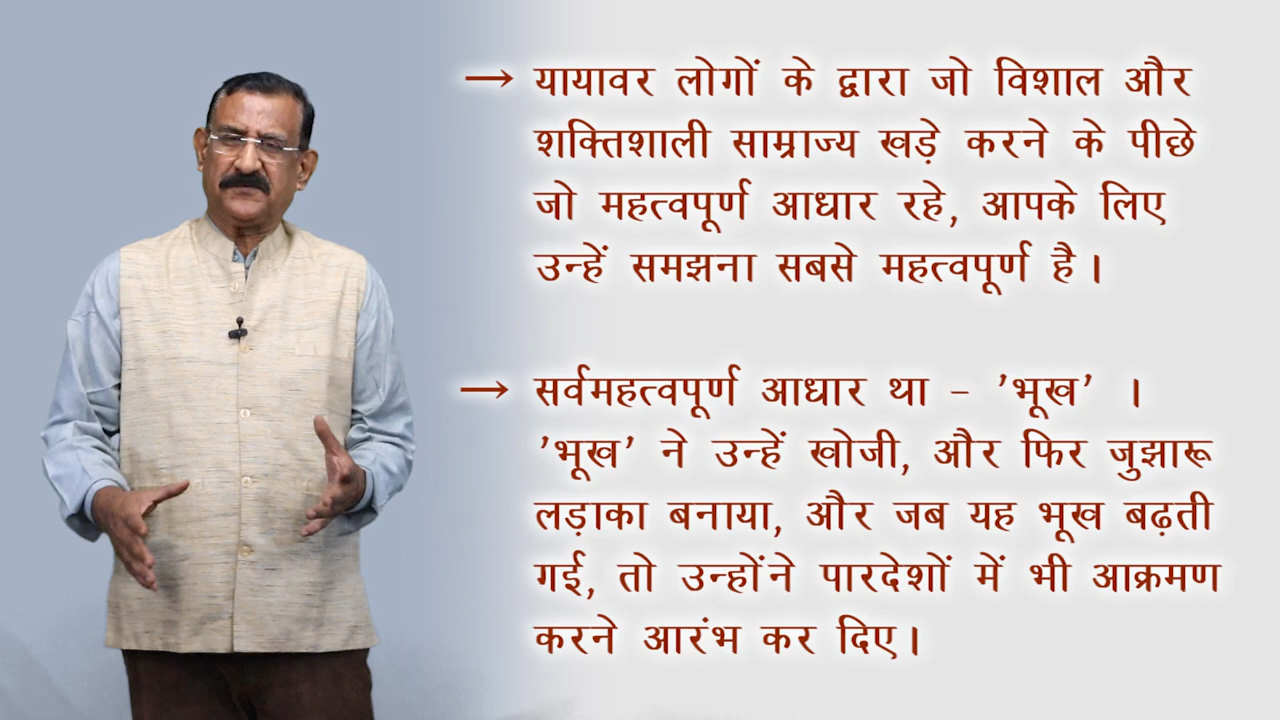 → यायावर लोगों के द्वारा जो विशाल और
शक्तिशाली साम्राज्य खड़े करने के पीछे
जो महत्वपूर्ण आधार रहे, आपके लिए
उन्हें समझना सबसे महत्वपूर्ण है।
→ सर्वमहत्वपूर्ण आधार था – ’भूख’ ।
’भूख’ ने उन्हें खोजी, और फिर जुझारू
लड़ाका बनाया, और जब यह भूख बढ़ती
गई, तो उन्होंने पारदेशों में भी आक्रमण
करने आरंभ कर दिए।